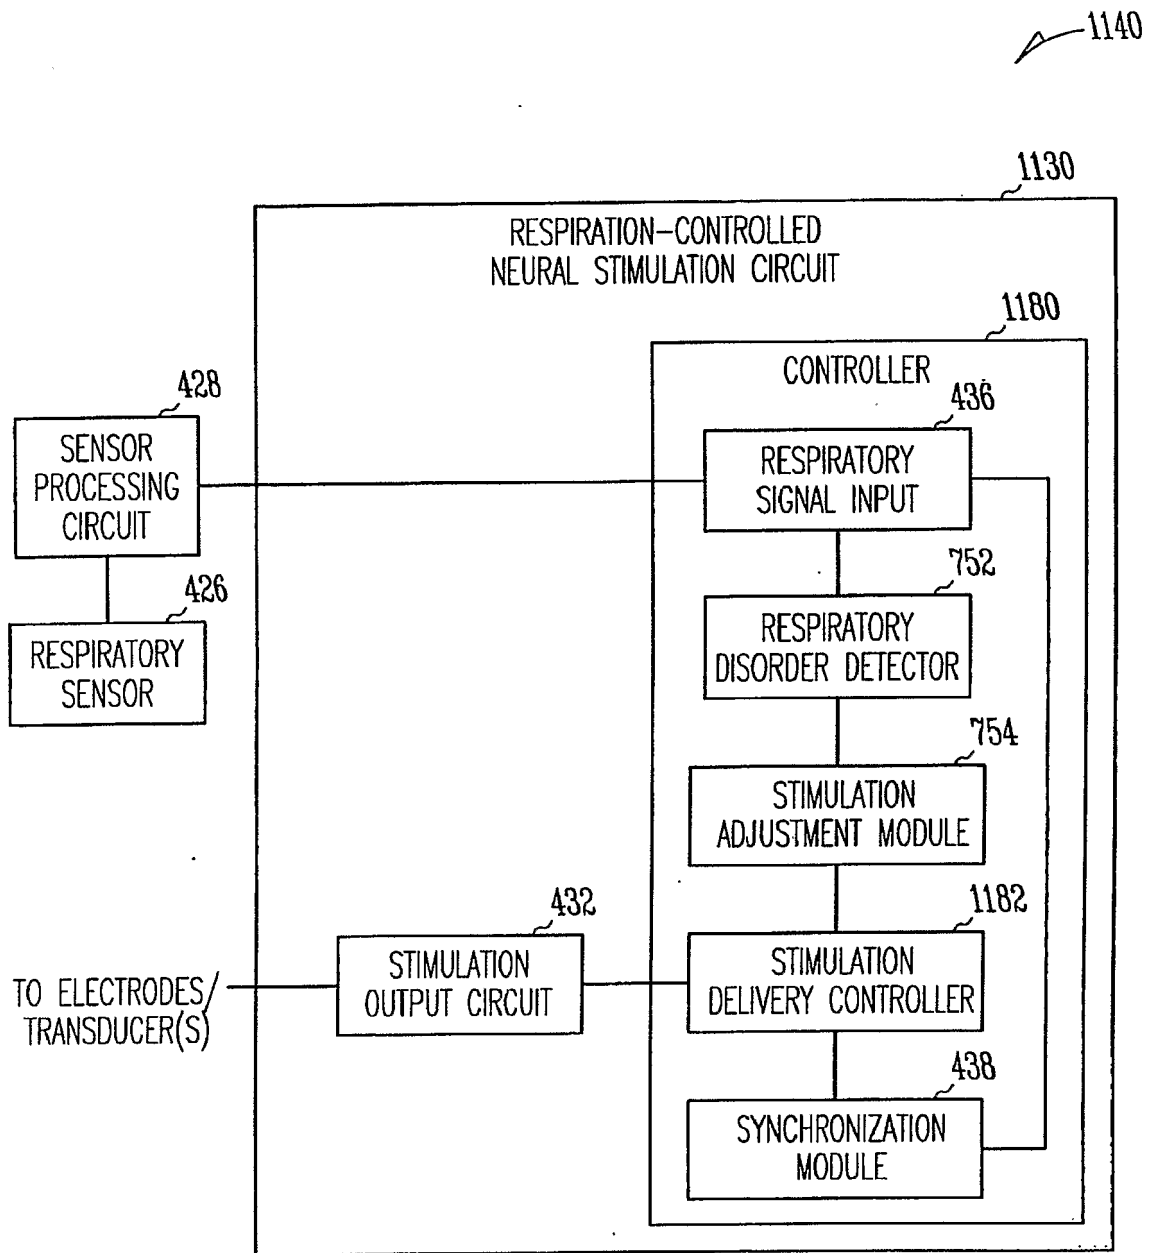 1140
1130
RESPIRATION-CONTROLLED
NEURAL STIMULATION CIRCUIT
1180
CONTROLLER
428
SENSOR
PROCESSING
CIRCUIT
436
RESPIRATORY
SIGNAL INPUT
426
RESPIRATORY
SENSOR
752
RESPIRATORY
DISORDER DETECTOR
754
STIMULATION
ADJUSTMENT MODULE
432
STIMULATION
OUTPUT CIRCUIT
1182
STIMULATION
DELIVERY CONTROLLER
TO ELECTRODES/
TRANSDUCER(S)
438
SYNCHRONIZATION
MODULE